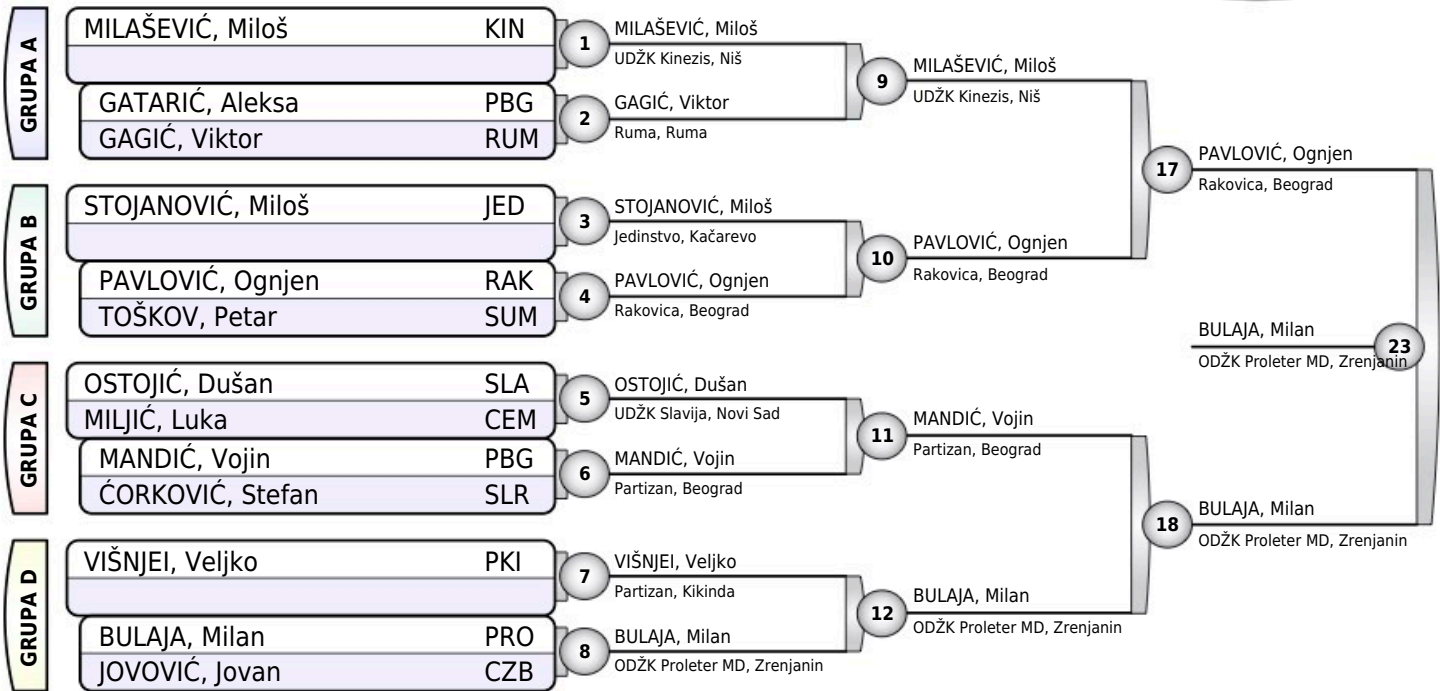 GRUPA A
MILAŠEVIĆ, Miloš KIN
GATARIĆ, Aleksa PBG
GAGIĆ, Viktor RUM
GRUPA B
STOJANOVIĆ, Miloš JED
PAVLOVIĆ, Ognjen RAK
TOŠKOV, Petar SUM
GRUPA C
OSTOJIĆ, Dušan SLA
MILJIĆ, Luka CEM
MANDIĆ, Vojin PBG
ĆORKOVIĆ, Stefan SLR
GRUPA D
VIŠNJEI, Veljko PKI
BULAJA, Milan PRO
JOVOVIĆ, Jovan CZB
1
MILAŠEVIĆ, Miloš
UDŽK Kinezis, Niš
2
GAGIĆ, Viktor
Ruma, Ruma
3
STOJANOVIĆ, Miloš
Jedinstvo, Kačarevo
4
PAVLOVIĆ, Ognjen
Rakovica, Beograd
5
OSTOJIĆ, Dušan
UDŽK Slavija, Novi Sad
6
MANDIĆ, Vojin
Partizan, Beograd
7
VIŠNJEI, Veljko
Partizan, Kikinda
8
BULAJA, Milan
ODŽK Proleter MD, Zrenjanin
9
MILAŠEVIĆ, Miloš
UDŽK Kinezis, Niš
10
PAVLOVIĆ, Ognjen
Rakovica, Beograd
11
MANDIĆ, Vojin
Partizan, Beograd
12
BULAJA, Milan
ODŽK Proleter MD, Zrenjanin
17
PAVLOVIĆ, Ognjen
Rakovica, Beograd
18
BULAJA, Milan
ODŽK Proleter MD, Zrenjanin
BULAJA, Milan
23
ODŽK Proleter MD, Zrenjanin